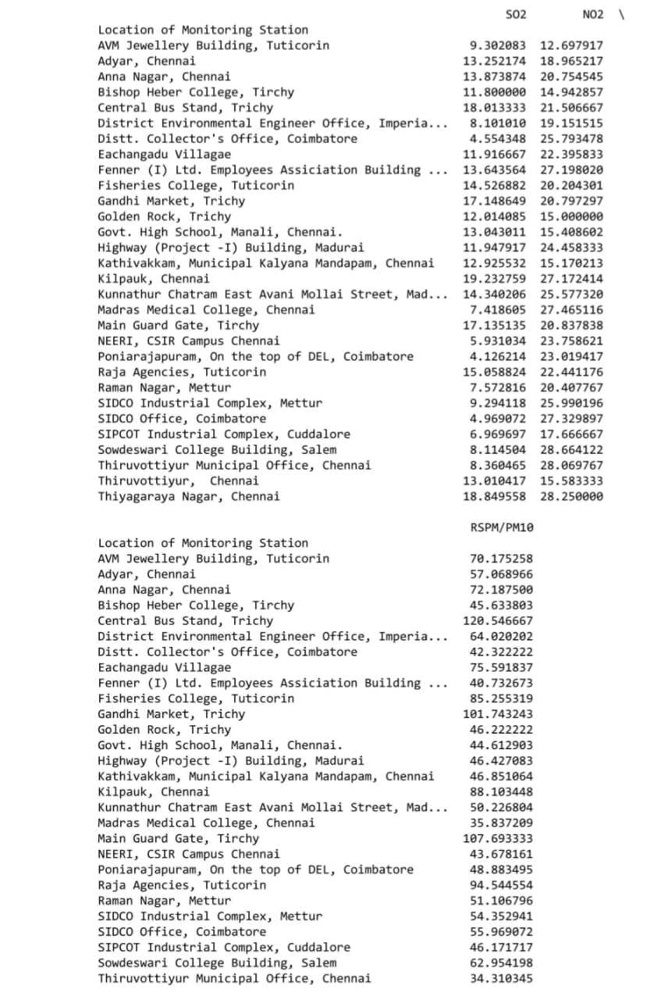 SO2 NO2 \
Location of Monitoring Station
AVM Jewellery Building, Tuticorin 9.302083 12.697917
Adyar, Chennai 13.252174 18.965217
Anna Nagar, Chennai 13.873874 20.754545
Bishop Heber College, Tirchy 11.800000 14.942857
Central Bus Stand, Trichy 18.013333 21.506667
District Environmental Engineer Office, Imperia... 8.101010 19.151515
Distt. Collector's Office, Coimbatore 4.554348 25.793478
Eachangadu Villagae 11.916667 22.395833
Fenner (I) Ltd. Employees Assiciation Building ... 13.643564 27.198020
Fisheries College, Tuticorin 14.526882 20.204301
Gandhi Market, Trichy 17.148649 20.797297
Golden Rock, Trichy 12.014085 15.000000
Govt. High School, Manali, Chennai. 13.043011 15.408602
Highway (Project -I) Building, Madurai 11.947917 24.458333
Kathivakkam, Municipal Kalyana Mandapam, Chennai 12.925532 15.170213
Kilpauk, Chennai 19.232759 27.172414
Kunnathur Chatram East Avani Mollai Street, Mad... 14.340206 25.577320
Madras Medical College, Chennai 7.418605 27.465116
Main Guard Gate, Tirchy 17.135135 20.837838
NEERI, CSIR Campus Chennai 5.931034 23.758621
Poniarajapuram, On the top of DEL, Coimbatore 4.126214 23.019417
Raja Agencies, Tuticorin 15.058824 22.441176
Raman Nagar, Mettur 7.572816 20.407767
SIDCO Industrial Complex, Mettur 9.294118 25.990196
SIDCO Office, Coimbatore 4.969072 27.329897
SIPCOT Industrial Complex, Cuddalore 6.969697 17.666667
Sowdeswari College Building, Salem 8.114504 28.664122
Thiruvottiyur Municipal Office, Chennai 8.360465 28.069767
Thiruvottiyur,  Chennai 13.010417 15.583333
Thiyagaraya Nagar, Chennai 18.849558 28.250000
RSPM/PM10
Location of Monitoring Station
AVM Jewellery Building, Tuticorin 70.175258
Adyar, Chennai 57.068966
Anna Nagar, Chennai 72.187500
Bishop Heber College, Tirchy 45.633803
Central Bus Stand, Trichy 120.546667
District Environmental Engineer Office, Imperia... 64.020202
Distt. Collector's Office, Coimbatore 42.322222
Eachangadu Villagae 75.591837
Fenner (I) Ltd. Employees Assiciation Building ... 40.732673
Fisheries College, Tuticorin 85.255319
Gandhi Market, Trichy 101.743243
Golden Rock, Trichy 46.222222
Govt. High School, Manali, Chennai. 44.612903
Highway (Project -I) Building, Madurai 46.427083
Kathivakkam, Municipal Kalyana Mandapam, Chennai 46.851064
Kilpauk, Chennai 88.103448
Kunnathur Chatram East Avani Mollai Street, Mad... 50.226804
Madras Medical College, Chennai 35.837209
Main Guard Gate, Tirchy 107.693333
NEERI, CSIR Campus Chennai 43.678161
Poniarajapuram, On the top of DEL, Coimbatore 48.883495
Raja Agencies, Tuticorin 94.544554
Raman Nagar, Mettur 51.106796
SIDCO Industrial Complex, Mettur 54.352941
SIDCO Office, Coimbatore 55.969072
SIPCOT Industrial Complex, Cuddalore 46.171717
Sowdeswari College Building, Salem 62.954198
Thiruvottiyur Municipal Office, Chennai 34.310345